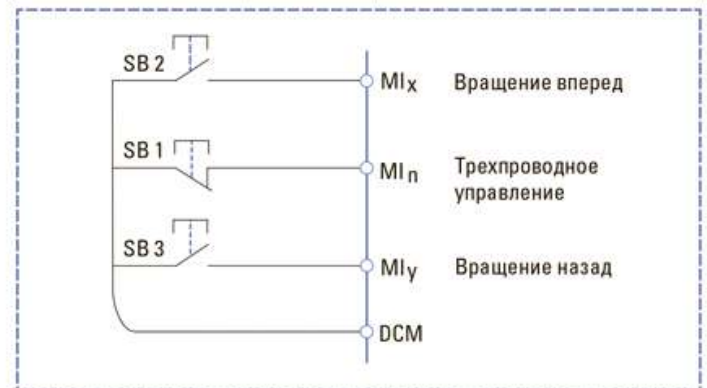 SB 2
MIx
Вращение вперед
SB 1
MIn
Трехпроводное
управление
SB 3
MIy
Вращение назад
DCM